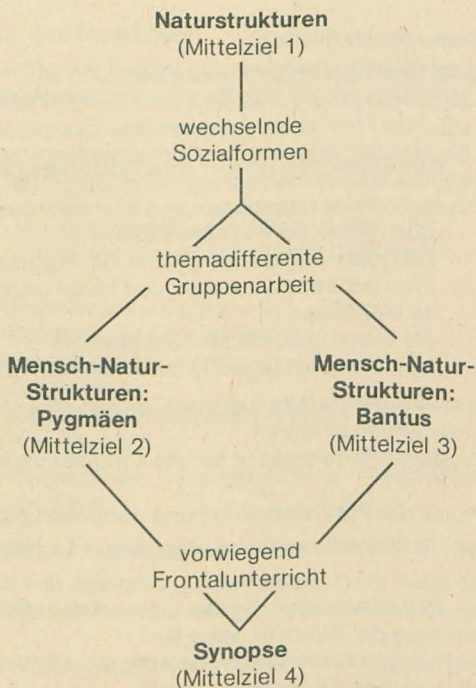 Naturstrukturen
(Mittelziel 1)
wechselnde
Sozialformen
themadifferente
Gruppenarbeit
Mensch-Natur-
Strukturen:
Pygmäen
(Mittelziel 2)
Mensch-Natur-
Strukturen:
Bantus
(Mittelziel 3)
vorwiegend
Frontalunterricht
Synopse
(Mittelziel 4)